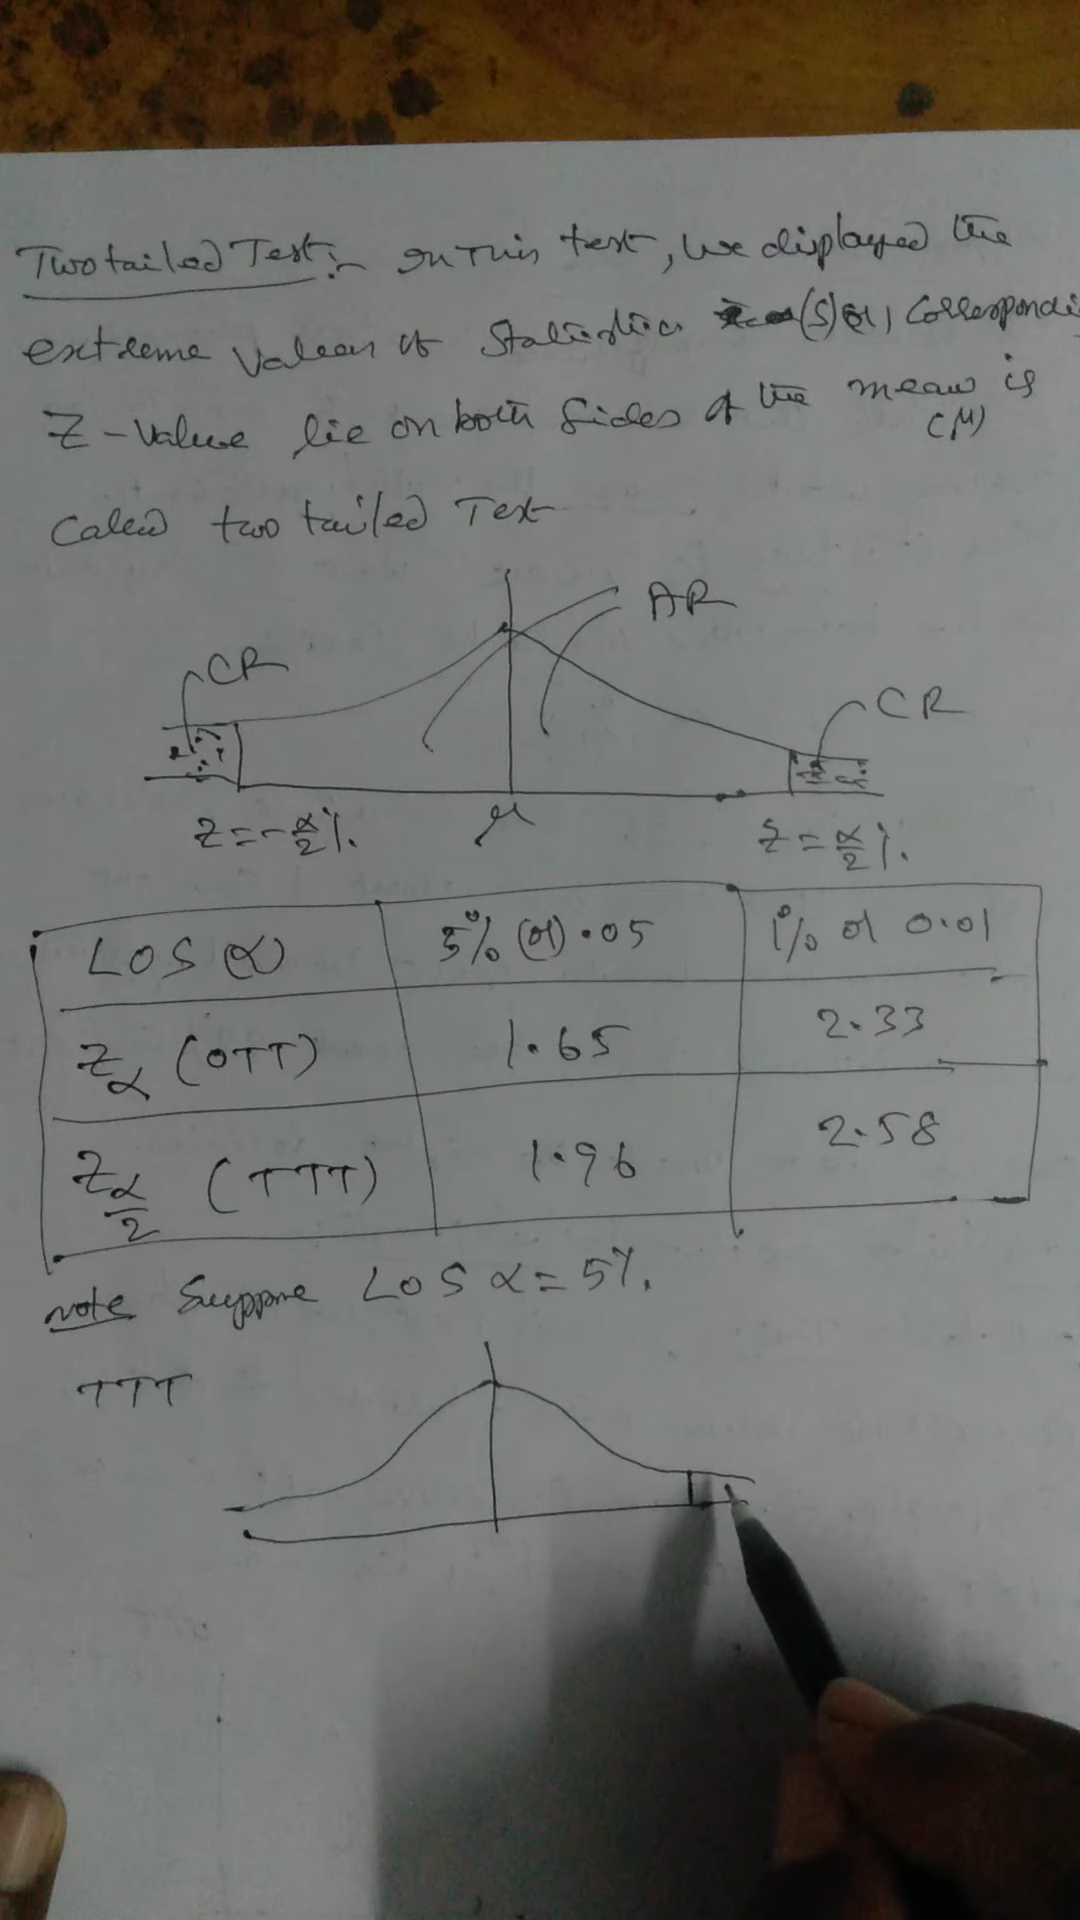 Two tailed Test:- In this test, we displayed the
extreme values of Statistics (S) or, Correspondi
Z-Value lie on both sides of the mean is
(μ)
Called two tailed Test
AR
CR
CR
Z=-α/2%.
μ
Z=α/2%.
LOS (α) 5% (or) .05 1% or 0.01
Zα (OTT) 1.65 2.33
Zα/2 (TTT) 1.96 2.58
note Suppose LOS α=5%.
TTT